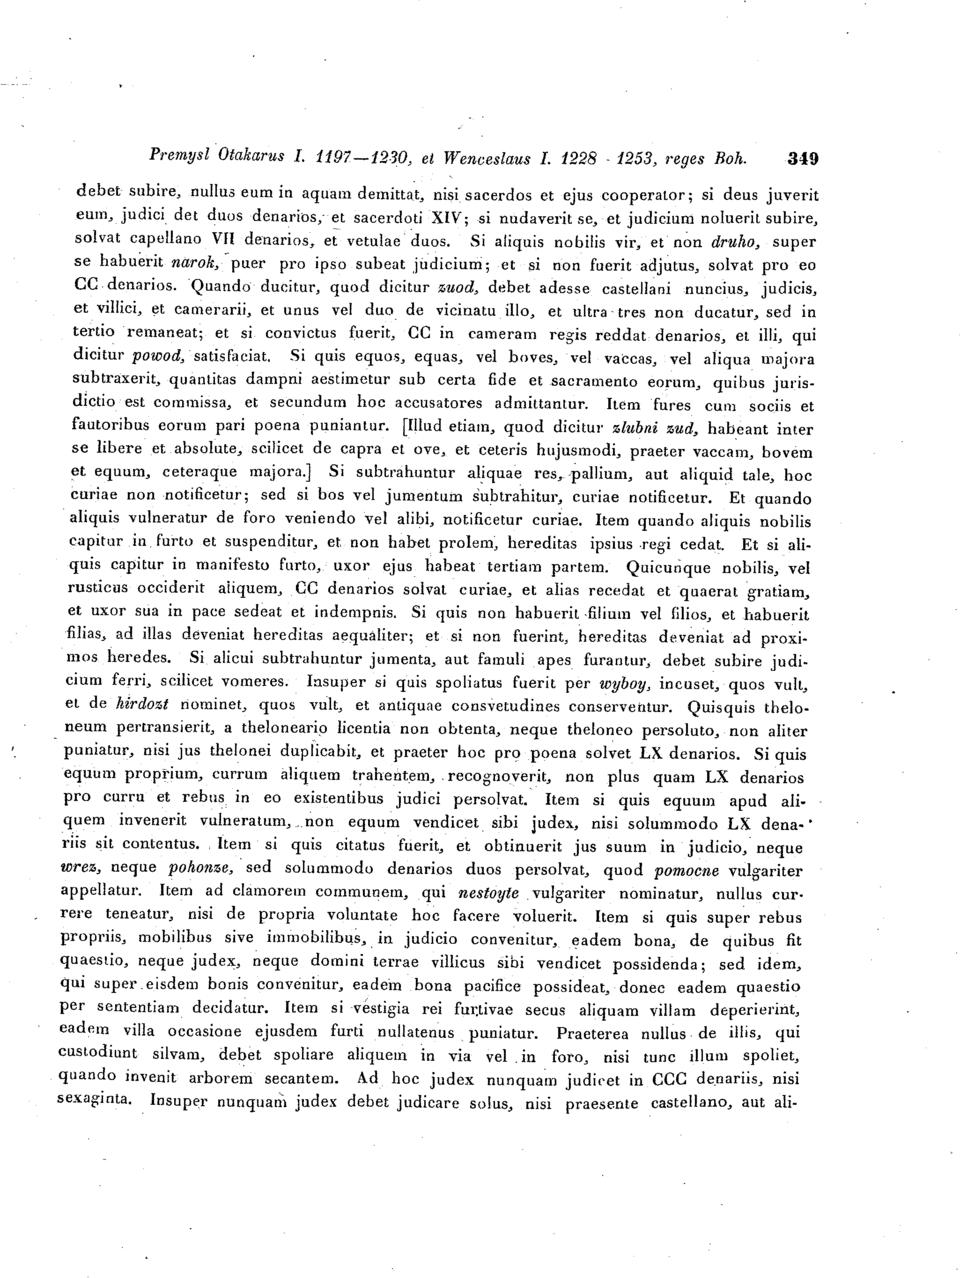 Premysl Otakarus I. 1197—1230, et Wenceslaus I. 1228 - 1253, reges Boh. 349
debet subire, nullus eum in aquam demittat, nisi sacerdos et ejus cooperator; si deus juverit
eum, judici det duos denarios, et sacerdoti XIV; si nudaverit se, et judicium noluerit subire,
solvat capellano VII denarios, et vetulae duos. Si aliquis nobilis vir, et non druho, super
se habuerit narok, puer pro ipso subeat judicium; et si non fuerit adjutus, solvat pro eo
CC denarios. Quando ducitur, quod dicitur zuod, debet adesse castellani nuncius, judicis,
et villici, et camerarii, et unus vel duo de vicinatu illo, et ultra tres non ducatur, sed in
tertio remaneat; et si convictus fuerit, CC in cameram regis reddat denarios, et illi, qui
dicitur powod, satisfaciat. Si quis equos, equas, vel boves, vel vaccas, vel aliqua majora
subtraxerit, quantitas dampni aestimetur sub certa fide et sacramento eorum, quibus juris-
dictio est commissa, et secundum hoc accusatores admittantur. Item fures cum sociis et
fautoribus eorum pari poena puniantur. [Illud etiam, quod dicitur zlubni zud, habeant inter
se libere et absolute, scilicet de capra et ove, et ceteris hujusmodi, praeter vaccam, bovem
et equum, ceteraque majora.] Si subtrahuntur aliquae res, pallium, aut aliquid tale, hoc
curiae non notificetur; sed si bos vel jumentum subtrahitur, curiae notificetur. Et quando
aliquis vulneratur de foro veniendo vel alibi, notificetur curiae. Item quando aliquis nobilis
capitur in furto et suspenditur, et non habet prolem, hereditas ipsius regi cedat. Et si ali-
quis capitur in manifesto furto, uxor ejus habeat tertiam partem. Quicunque nobilis, vel
rusticus occiderit aliquem, CC denarios solvat curiae, et alias recedat et quaerat gratiam,
et uxor sua in pace sedeat et indempnis. Si quis non habuerit filium vel filios, et habuerit
filias, ad illas deveniat hereditas aequaliter; et si non fuerint, hereditas deveniat ad proxi-
mos heredes. Si alicui subtrahuntur jumenta, aut famuli apes furantur, debet subire judi-
cium ferri, scilicet vomeres. Insuper si quis spoliatus fuerit per wyboy, incuset, quos vult,
et de hirdozt nominet, quos vult, et antiquae consvetudines conserventur. Quisquis thelo-
neum pertransierit, a theloneario licentia non obtenta, neque theloneo persoluto, non aliter
puniatur, nisi jus thelonei duplicabit, et praeter hoc pro poena solvet LX denarios. Si quis
equum proprium, currum aliquem trahentem, recognoverit, non plus quam LX denarios
pro curru et rebus in eo existentibus judici persolvat. Item si quis equum apud ali-
quem invenerit vulneratum, non equum vendicet sibi judex, nisi solummodo LX dena-
riis sit contentus. Item si quis citatus fuerit, et obtinuerit jus suum in judicio, neque
wrez, neque pohonze, sed solummodo denarios duos persolvat, quod pomocne vulgariter
appellatur. Item ad clamorem communem, qui nestoyte vulgariter nominatur, nullus cur-
rere teneatur, nisi de propria voluntate hoc facere voluerit. Item si quis super rebus
propriis, mobilibus sive immobilibus, in judicio convenitur, eadem bona, de quibus fit
quaestio, neque judex, neque domini terrae villicus sibi vendicet possidenda; sed idem,
qui super eisdem bonis convenitur, eadem bona pacifice possideat, donec eadem quaestio
per sententiam decidatur. Item si vestigia rei furtivae secus aliquam villam deperierint,
eadem villa occasione ejusdem furti nullatenus puniatur. Praeterea nullus de illis, qui
custodiunt silvam, debet spoliare aliquem in via vel in foro, nisi tunc illum spoliet,
quando invenit arborem secantem. Ad hoc judex nunquam judicet in CCC denariis, nisi
sexaginta. Insuper nunquam judex debet judicare solus, nisi praesente castellano, aut ali-